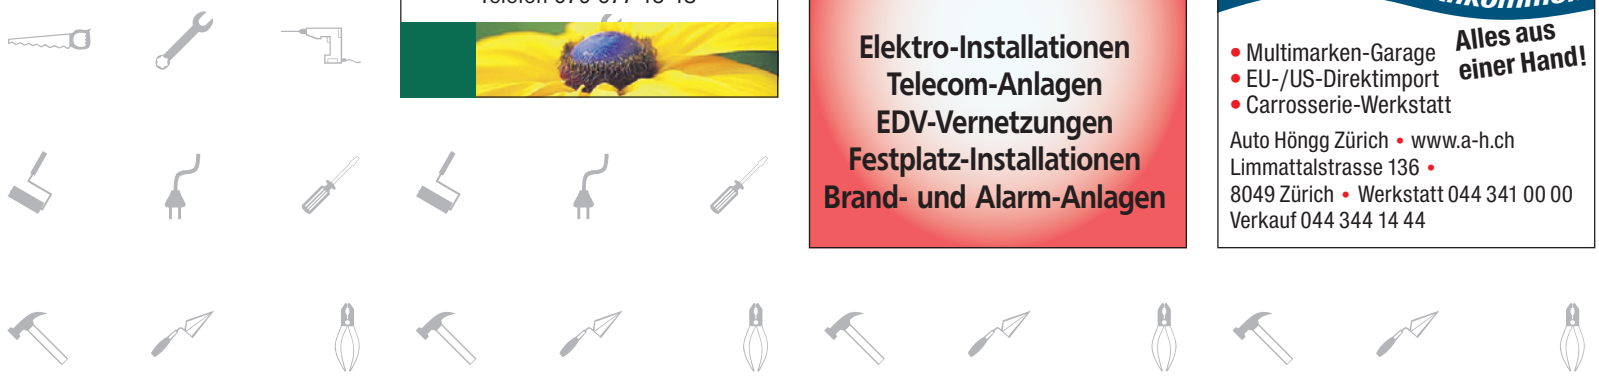 Elektro-Installationen
Telecom-Anlagen
EDV-Vernetzungen
Festplatz-Installationen
Brand- und Alarm-Anlagen
Alles aus
einer Hand!
• Multimarken-Garage
• EU-/US-Direktimport
• Carrosserie-Werkstatt
Auto Höngg Zürich • www.a-h.ch
Limmattalstrasse 136 •
8049 Zürich • Werkstatt 044 341 00 00
Verkauf 044 344 14 44